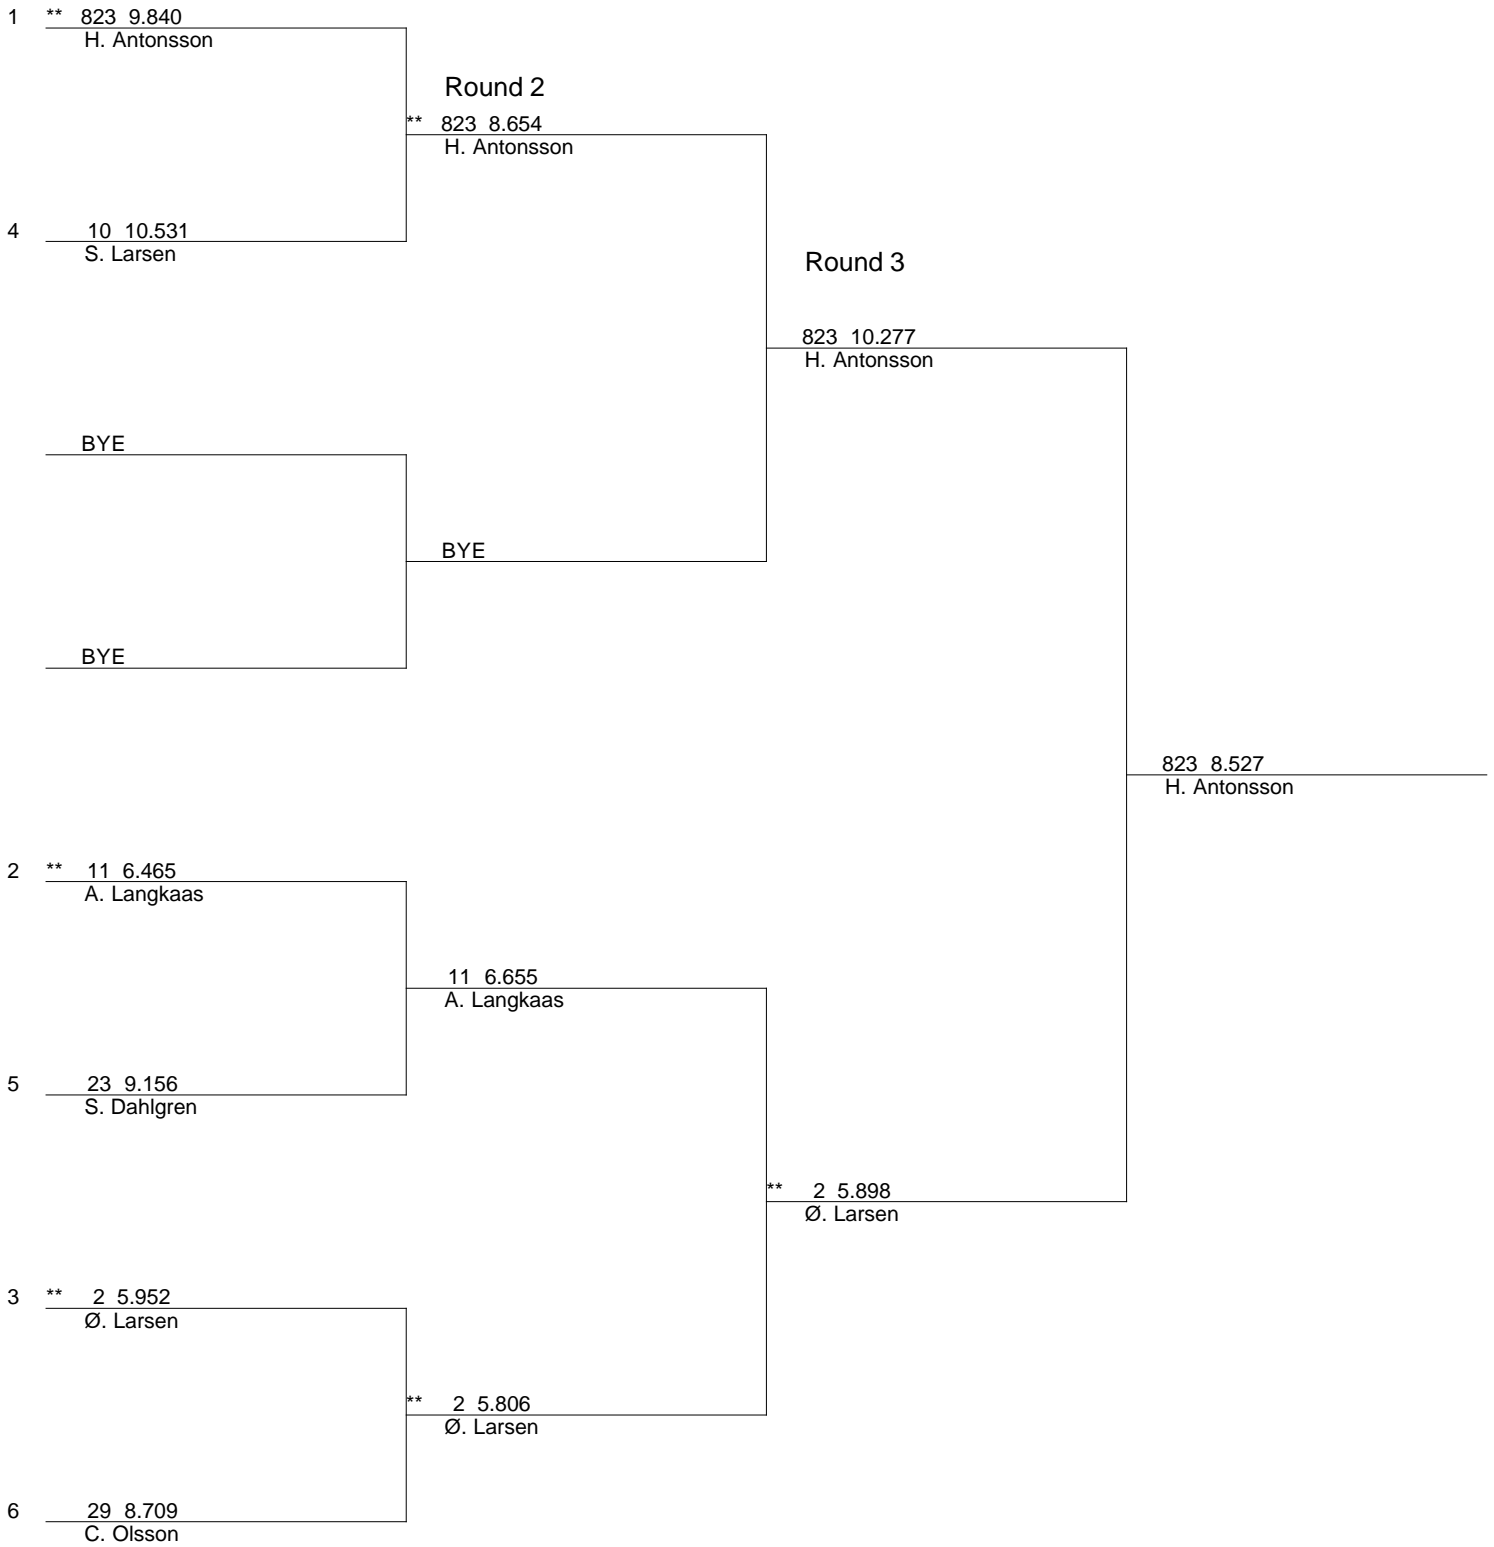 1 ** 823 9.840
H. Antonsson
Round 2
** 823 8.654
H. Antonsson
4 10 10.531
S. Larsen
Round 3
823 10.277
H. Antonsson
BYE
BYE
BYE
823 8.527
H. Antonsson
2 ** 11 6.465
A. Langkaas
11 6.655
A. Langkaas
5 23 9.156
S. Dahlgren
** 2 5.898
Ø. Larsen
3 ** 2 5.952
Ø. Larsen
** 2 5.806
Ø. Larsen
6 29 8.709
C. Olsson